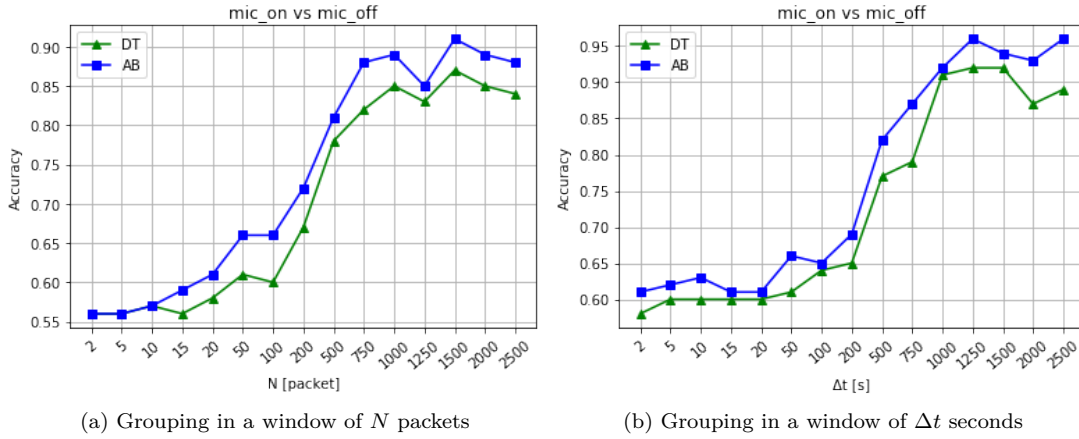 mic_on vs mic_off
DT
AB
Accuracy
0.90
0.85
0.80
0.75
0.70
0.65
0.60
0.55
2 5 10 15 20 50 100 200 500 750 1000 1250 1500 2000 2500
N [packet]
(a) Grouping in a window of N packets
mic_on vs mic_off
DT
AB
Accuracy
0.95
0.90
0.85
0.80
0.75
0.70
0.65
0.60
2 5 10 15 20 50 100 200 500 750 1000 1250 1500 2000 2500
Δt [s]
(b) Grouping in a window of Δt seconds